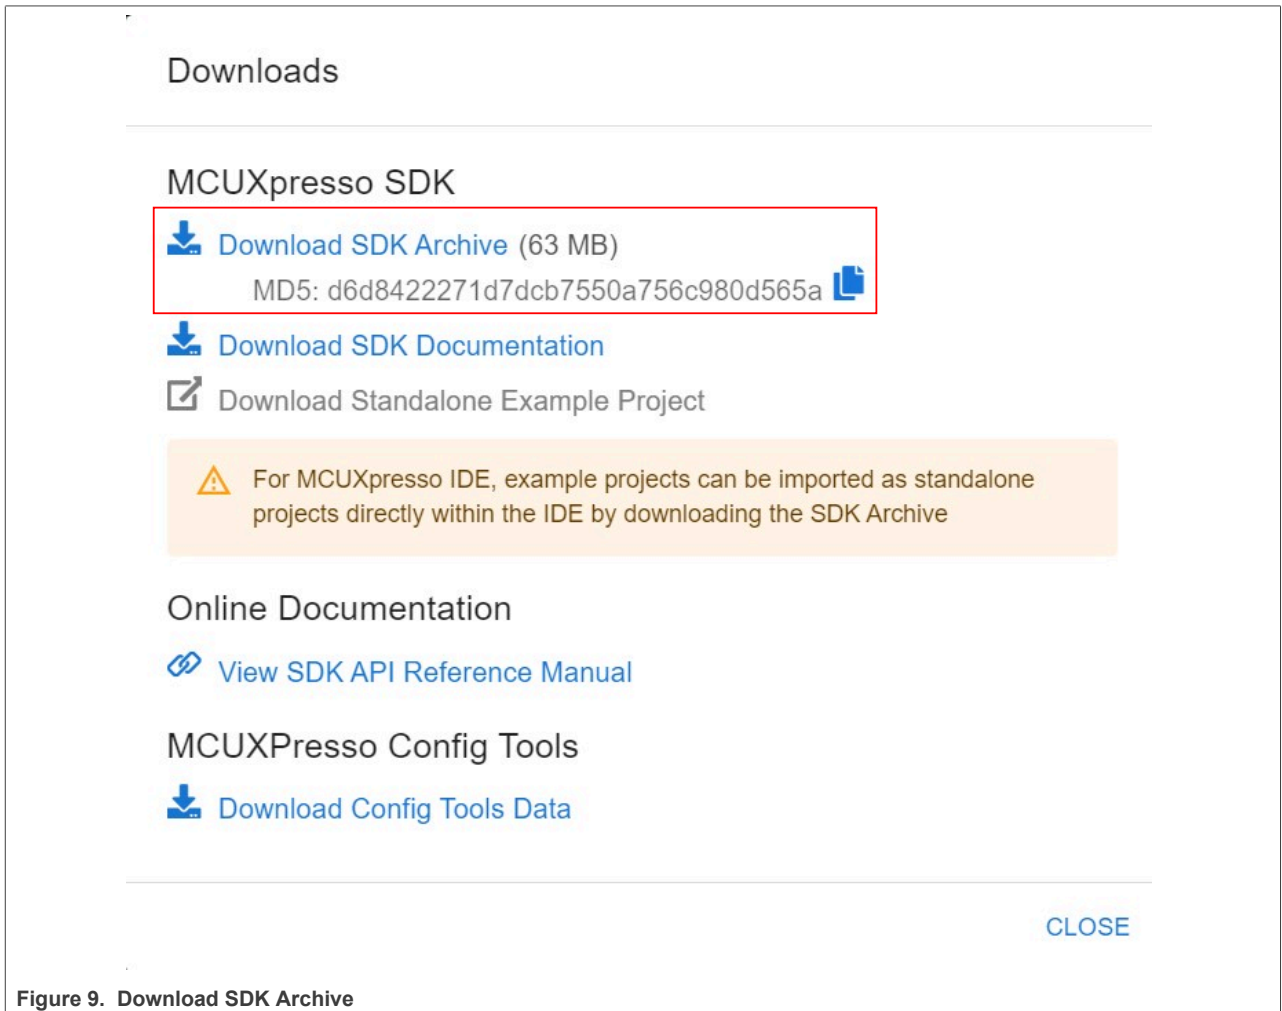 Downloads
MCUXpresso SDK
Download SDK Archive (63 MB)
MD5: d6d8422271d7dcb7550a756c980d565a
Download SDK Documentation
Download Standalone Example Project
For MCUXpresso IDE, example projects can be imported as standalone
projects directly within the IDE by downloading the SDK Archive
Online Documentation
View SDK API Reference Manual
MCUXPresso Config Tools
Download Config Tools Data
CLOSE
Figure 9. Download SDK Archive